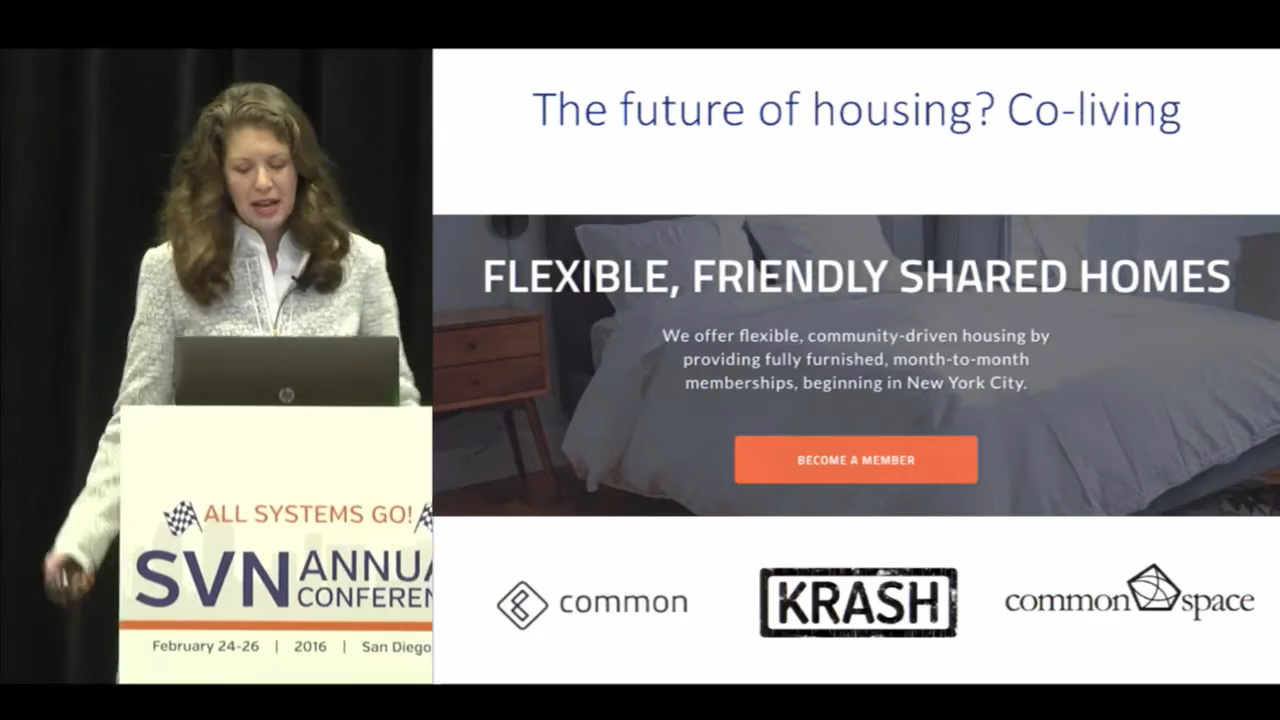 The future of housing? Co-living
FLEXIBLE, FRIENDLY SHARED HOMES
We offer flexible, community-driven housing by
providing fully furnished, month-to-month
memberships, beginning in New York City.
BECOME A MEMBER
common
KRASH
common space
hp
ALL SYSTEMS GO!
SVN ANNUA
CONFEREN
February 24-26 | 2016 | San Diego